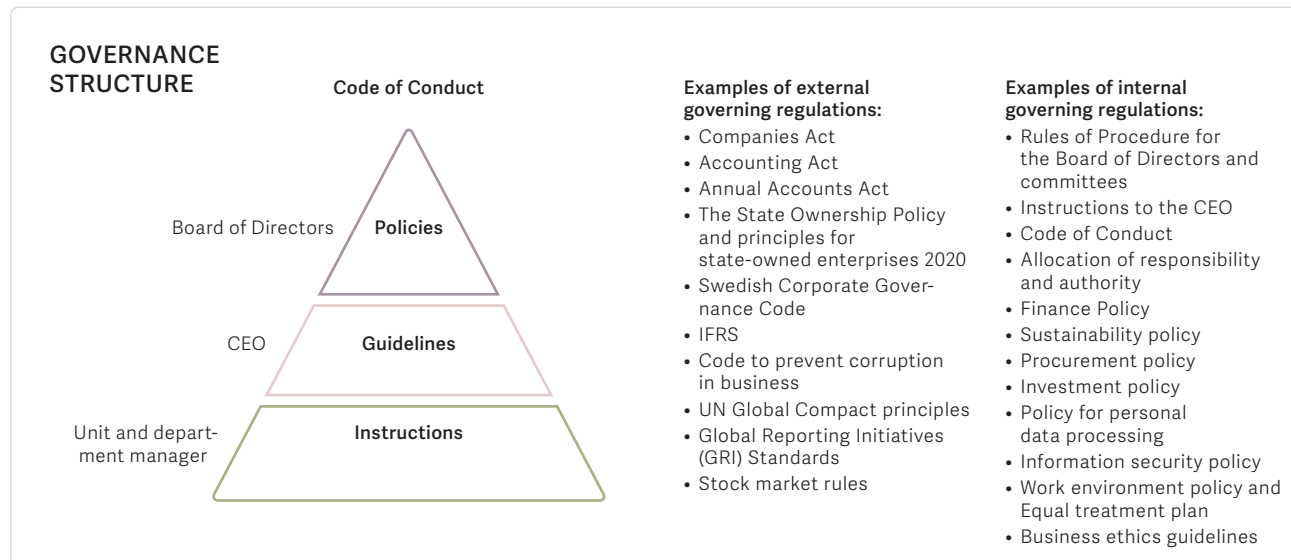 GOVERNANCE
STRUCTURE
Code of Conduct
Board of Directors
Policies
CEO
Guidelines
Unit and depart-
ment manager
Instructions
Examples of external
governing regulations:
• Companies Act
• Accounting Act
• Annual Accounts Act
• The State Ownership Policy
and principles for
state-owned enterprises 2020
• Swedish Corporate Gover-
nance Code
• IFRS
• Code to prevent corruption
in business
• UN Global Compact principles
• Global Reporting Initiatives
(GRI) Standards
• Stock market rules
Examples of internal
governing regulations:
• Rules of Procedure for
the Board of Directors and
committees
• Instructions to the CEO
• Code of Conduct
• Allocation of responsibility
and authority
• Finance Policy
• Sustainability policy
• Procurement policy
• Investment policy
• Policy for personal
data processing
• Information security policy
• Work environment policy and
Equal treatment plan
• Business ethics guidelines